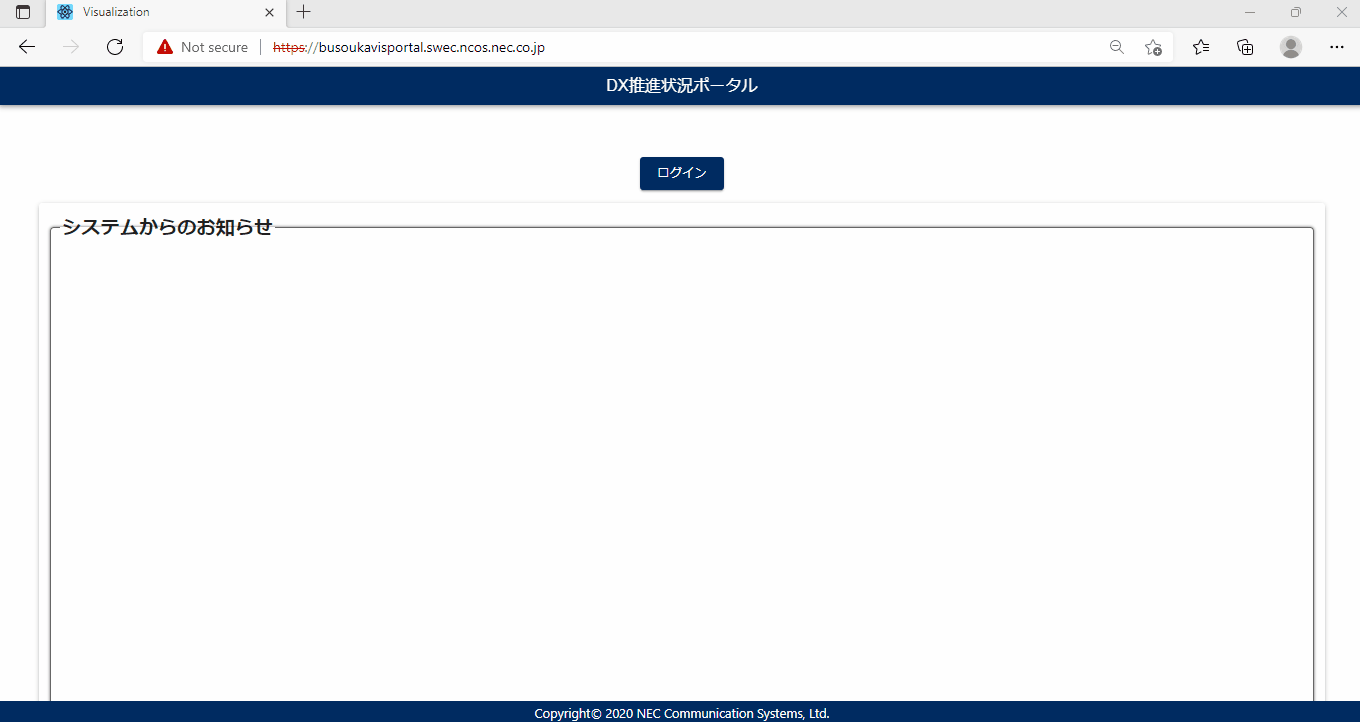 Visualization
Not secure
https://busoukavisportal.swec.ncos.nec.co.jp
DX推進状況ポータル
ログイン
システムからのお知らせ
Copyright© 2020 NEC Communication Systems, Ltd.